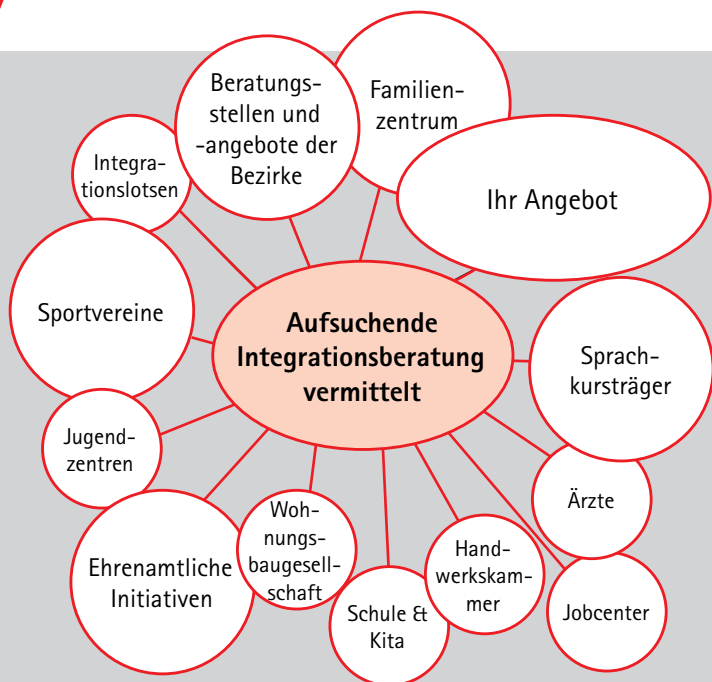 Beratungs-
stellen und
-angebote der
Bezirke
Familien-
zentrum
Ihr Angebot
Integra-
tionslotsen
Sportvereine
Aufsuchende
Integrationsberatung
vermittelt
Sprach-
kursträger
Jugend-
zentren
Ärzte
Ehrenamtliche
Initiativen
Woh-
nungs-
baugesell-
schaft
Schule &
Kita
Hand-
werkskam-
mer
Jobcenter